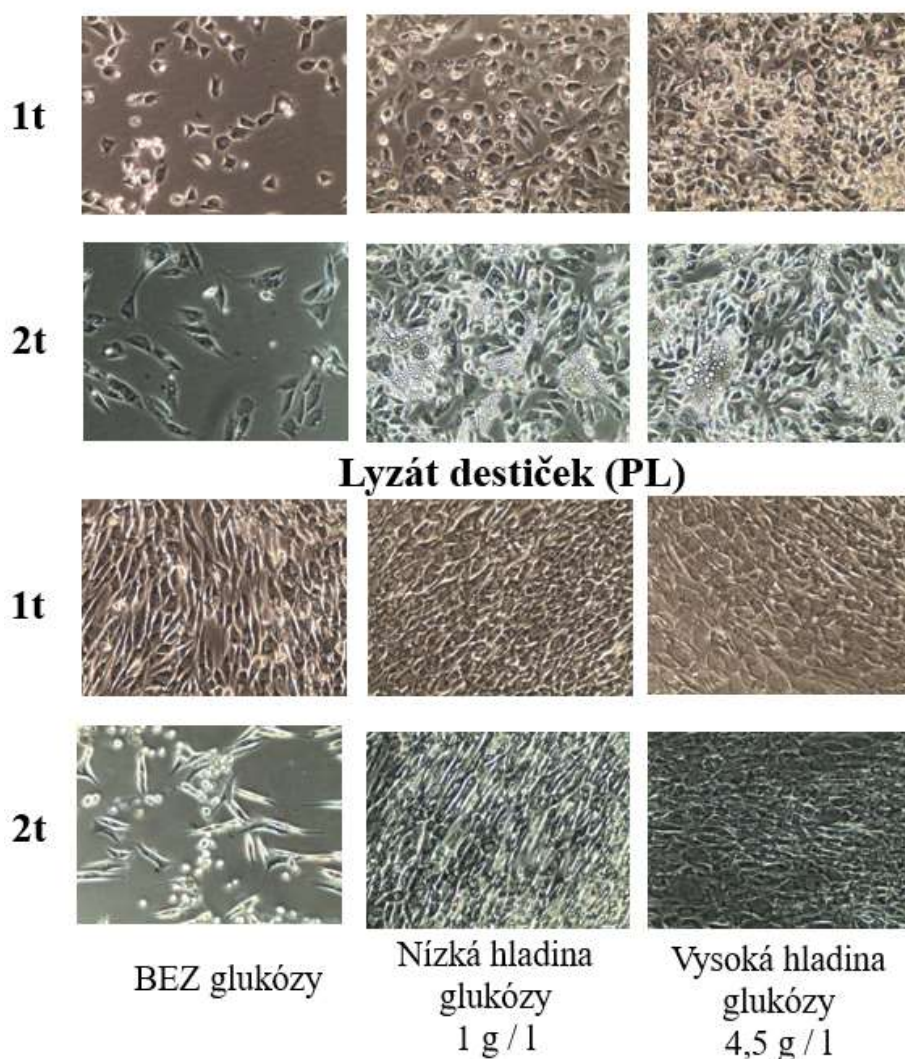 1t
2t
Lyzát destiček (PL)
1t
2t
BEZ glukózy
Nízká hladina
glukózy
1 g / l
Vysoká hladina
glukózy
4,5 g / l